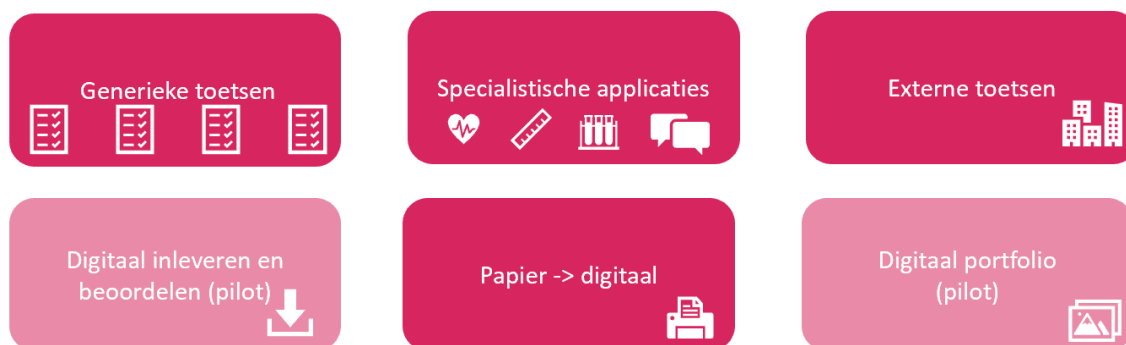 Generieke toetsen
Specialistische applicaties
Externe toetsen
Digitaal inleveren en
beoordelen (pilot)
Papier -> digitaal
Digitaal portfolio
(pilot)